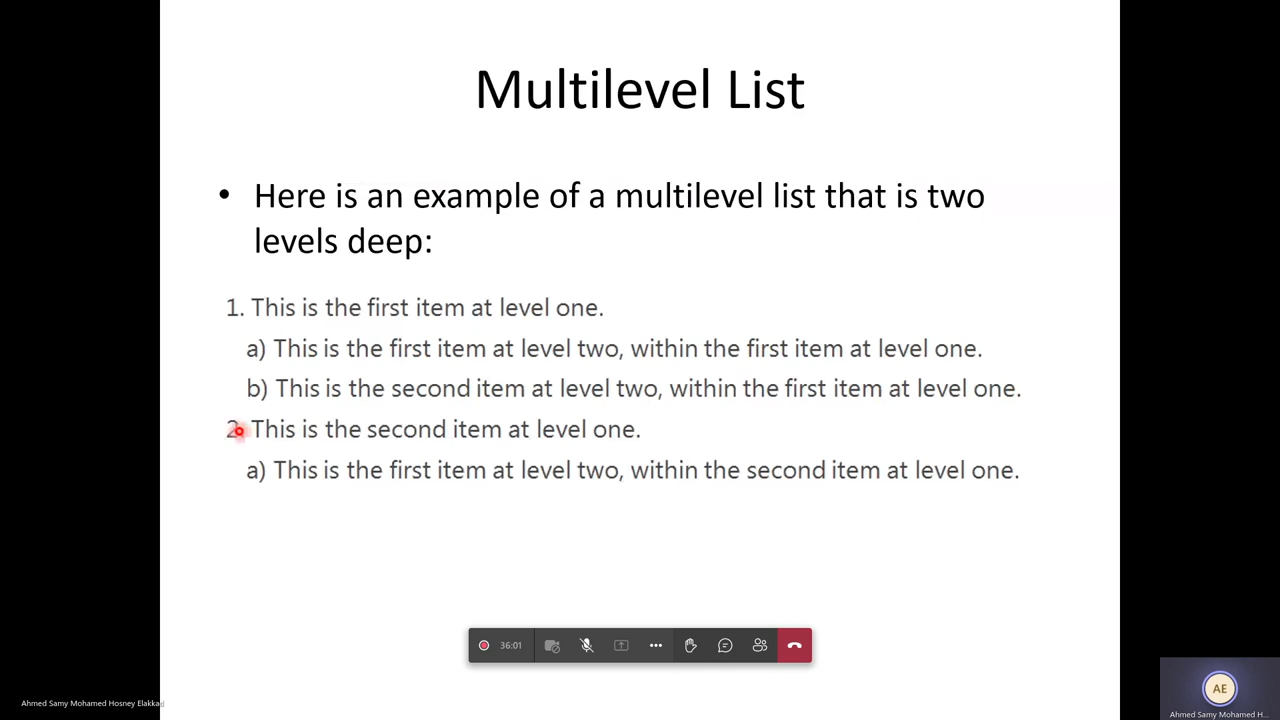 Multilevel List
• Here is an example of a multilevel list that is two
levels deep:
1. This is the first item at level one.
a) This is the first item at level two, within the first item at level one.
b) This is the second item at level two, within the first item at level one.
2. This is the second item at level one.
a) This is the first item at level two, within the second item at level one.
36:01
AE
Ahmed Samy Mohamed Hosney Elakkad
Ahmed Samy Mohamed H...